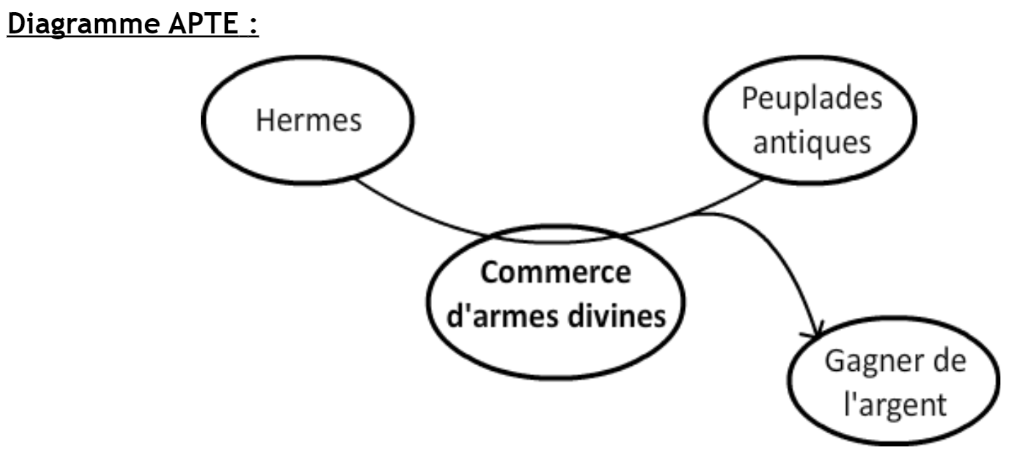 Diagramme APTE :
Hermes
Peuplades
antiques
Commerce
d'armes divines
Gagner de
l'argent